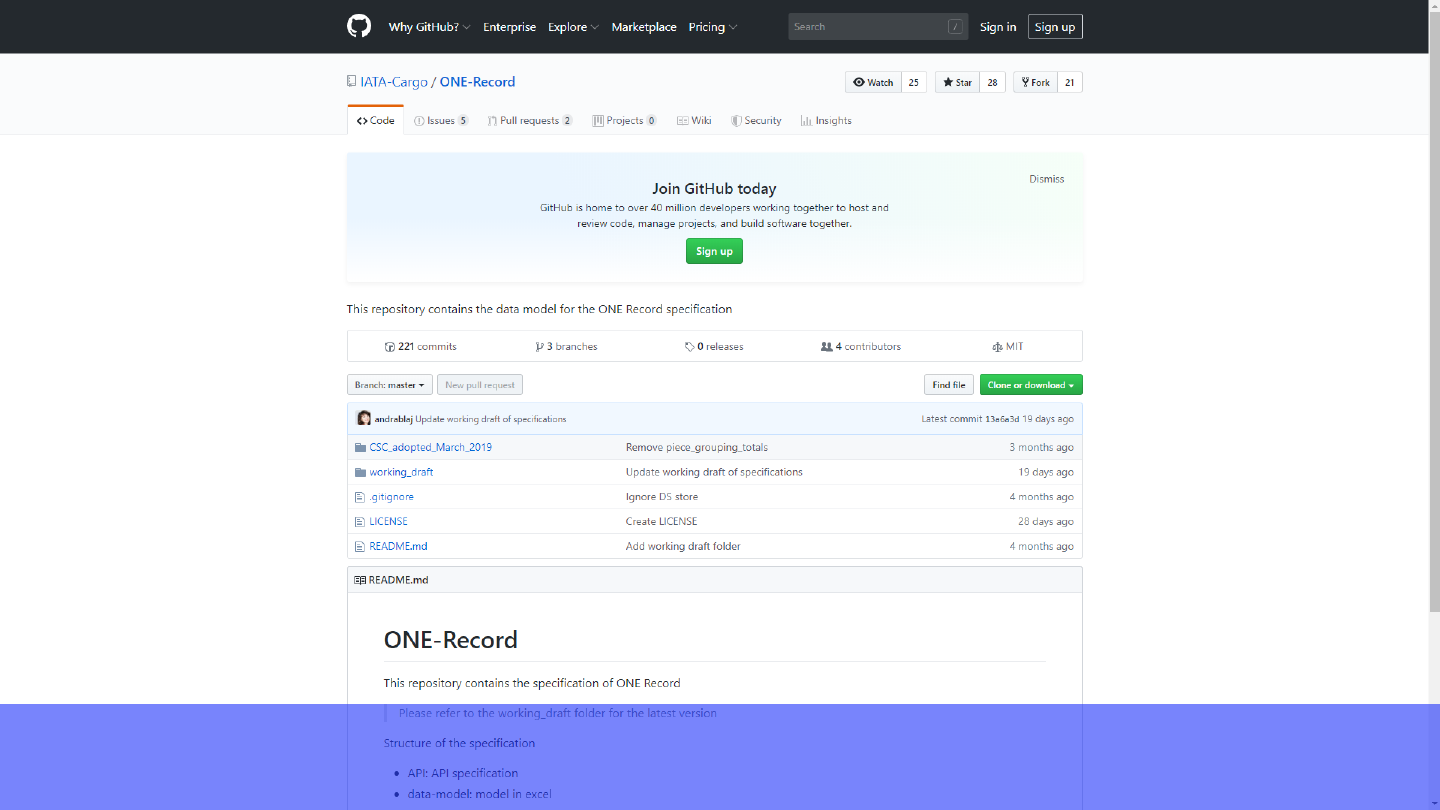 Why GitHub? Enterprise Explore Marketplace Pricing Search / Sign in Sign up
IATA-Cargo / ONE-Record Watch 25 Star 28 Fork 21
Code Issues 5 Pull requests 2 Projects 0 Wiki Security Insights
Dismiss
Join GitHub today
GitHub is home to over 40 million developers working together to host and
review code, manage projects, and build software together.
Sign up
This repository contains the data model for the ONE Record specification
221 commits 3 branches 0 releases 4 contributors MIT
Branch: master New pull request Find file Clone or download
andrablaj Update working draft of specifications Latest commit 13a6a3d 19 days ago
CSC_adopted_March_2019 Remove piece_grouping_totals 3 months ago
working_draft Update working draft of specifications 19 days ago
.gitignore Ignore DS store 4 months ago
LICENSE Create LICENSE 28 days ago
README.md Add working draft folder 4 months ago
README.md
ONE-Record
This repository contains the specification of ONE Record
Please refer to the working_draft folder for the latest version
Structure of the specification
• API: API specification
• data-model: model in excel